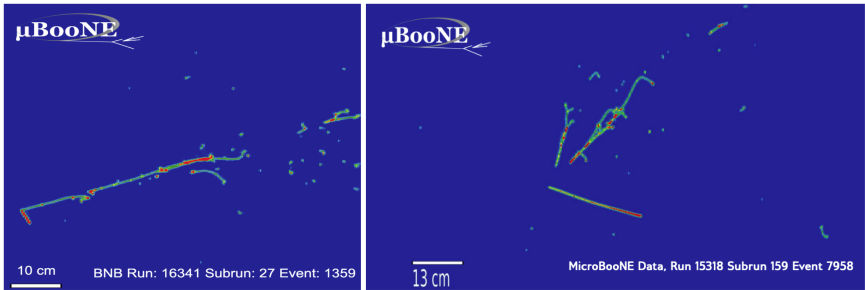 µBooNE
10 cm
BNB Run: 16341 Subrun: 27 Event: 1359
µBooNE
13 cm
MicroBooNE Data, Run 15318 Subrun 159 Event 7958